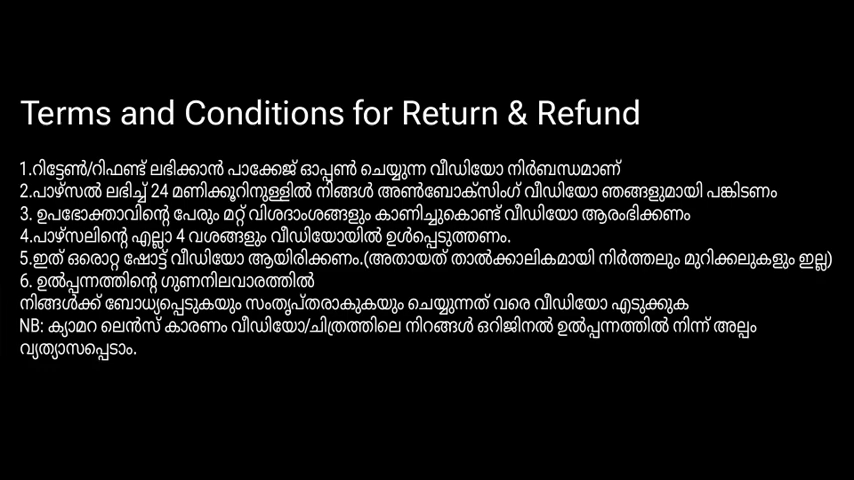 Terms and Conditions for Return & Refund
1.റിട്ടേൺ/റിഫണ്ട് ലഭിക്കാൻ പാക്കേജ് ഓപ്പൺ ചെയ്യുന്ന വീഡിയോ നിർബന്ധമാണ്
2.പാഴ്സൽ ലഭിച്ച് 24 മണിക്കൂറിനുള്ളിൽ നിങ്ങൾ അൺബോക്സിംഗ് വീഡിയോ ഞങ്ങളുമായി പങ്കിടണം
3. ഉപഭോക്താവിന്റെ പേരും മറ്റ് വിശദാംശങ്ങളും കാണിച്ചുകൊണ്ട് വീഡിയോ ആരംഭിക്കണം
4.പാഴ്സലിന്റെ എല്ലാ 4 വശങ്ങളും വീഡിയോയിൽ ഉൾപ്പെടുത്തണം.
5.ഇത് ഒരൊറ്റ ഷോട്ട് വീഡിയോ ആയിരിക്കണം.(അതായത് താൽക്കാലികമായി നിർത്തലും മുറിക്കലുകളും ഇല്ല)
6. ഉൽപ്പന്നത്തിന്റെ ഗുണനിലവാരത്തിൽ
നിങ്ങൾക്ക് ബോധ്യപ്പെടുകയും സംതൃപ്തരാകുകയും ചെയ്യുന്നത് വരെ വീഡിയോ എടുക്കുക
NB: ക്യാമറ ലെൻസ് കാരണം വീഡിയോ/ചിത്രത്തിലെ നിറങ്ങൾ ഒറിജിനൽ ഉൽപ്പന്നത്തിൽ നിന്ന് അല്പം
വ്യത്യാസപ്പെടാം.